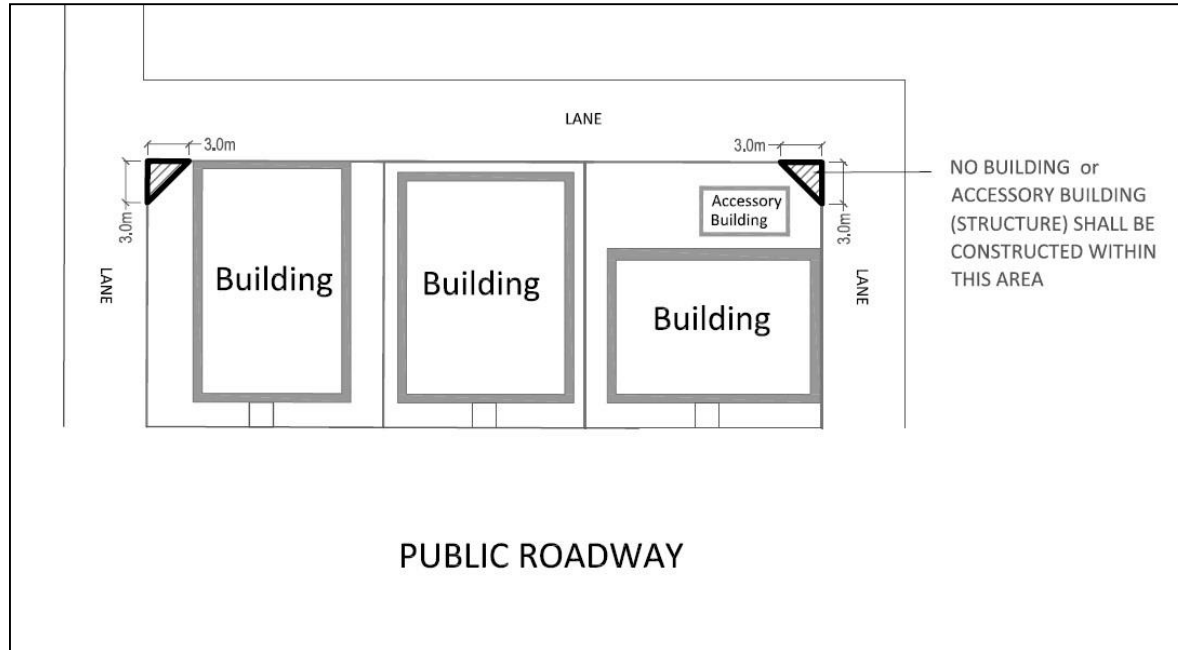 LANE
3.0m
3.0m
3.0m
3.0m
NO BUILDING or
ACCESSORY BUILDING
(STRUCTURE) SHALL BE
CONSTRUCTED WITHIN
THIS AREA
Accessory
Building
LANE
Building
Building
Building
LANE
PUBLIC ROADWAY